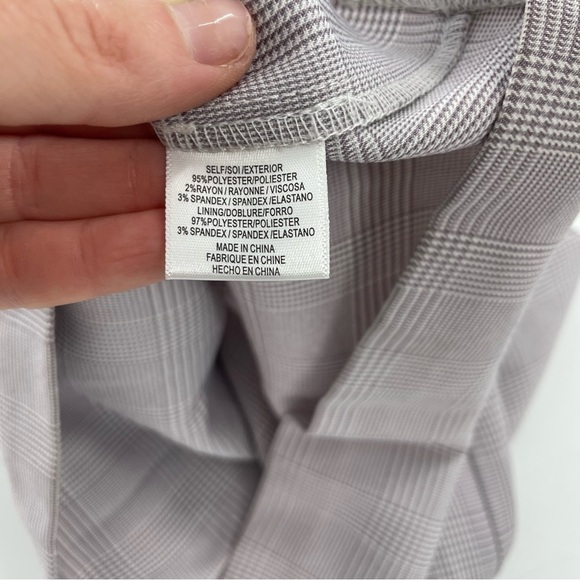 SELF/SOI/EXTERIOR
95%POLYESTER/POLIESTER
2%RAYON/RAYONNE/VISCOSA
3%SPANDEX/SPANDEX/ELASTANO
LINING/DOBLURE/FORRO
97%POLYESTER/POLIESTER
3%SPANDEX/SPANDEX/ELASTANO
MADE IN CHINA
FABRIQUE EN CHINE
HECHO EN CHINA